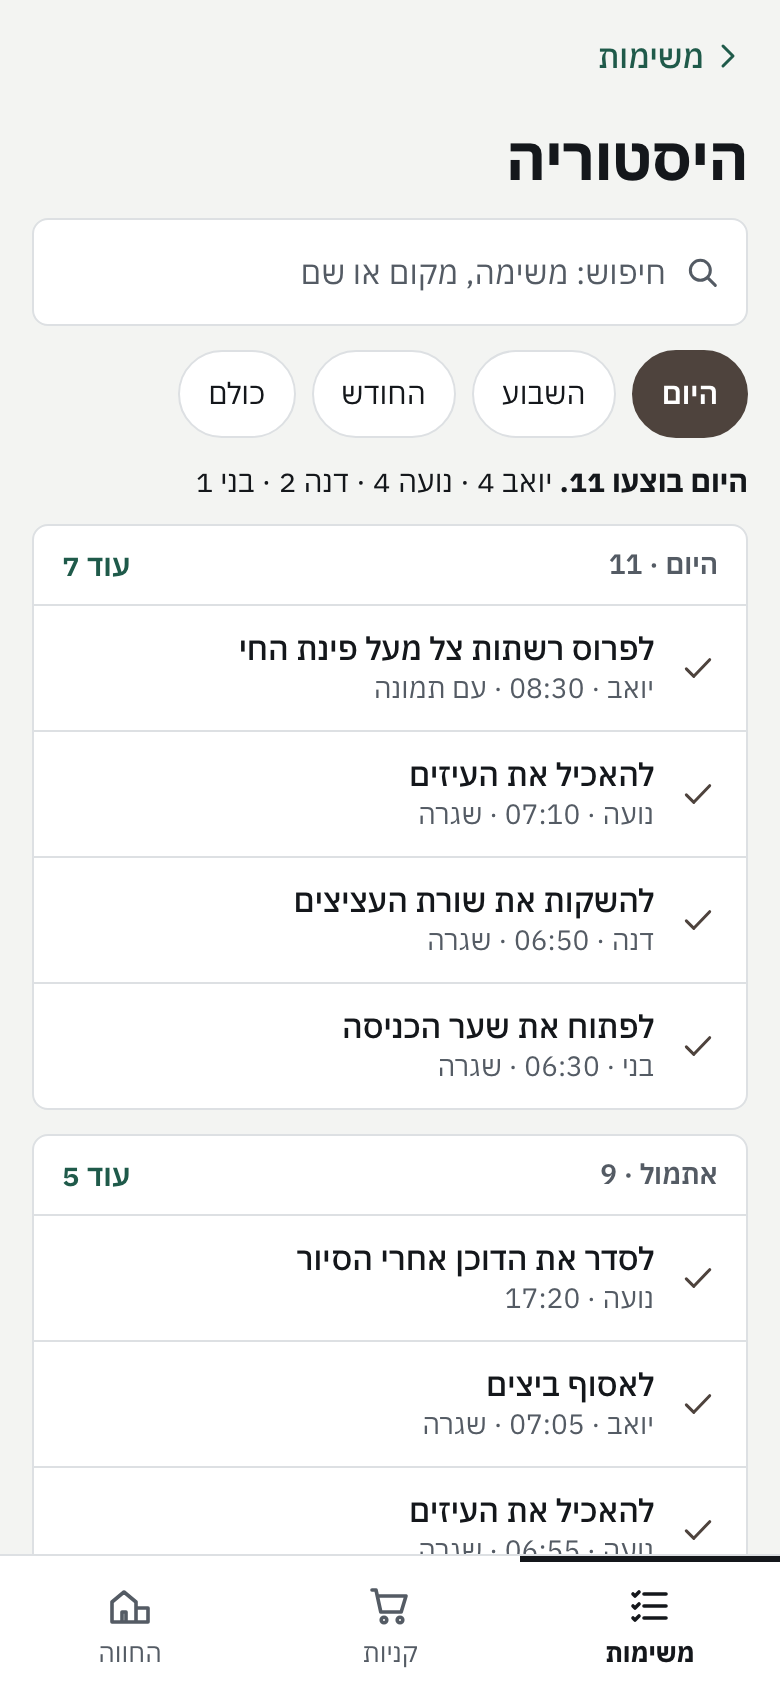 משימות
היסטוריה
חיפוש: משימה, מקום או שם
היום
השבוע
החודש
כולם
היום בוצעו 11. יואב 4 · נועה 4 · דנה 2 · בני 1
היום · 11
עוד 7
לפרוס רשתות צל מעל פינת החי
יואב · 08:30 · עם תמונה
להאכיל את העיזים
נועה · 07:10 · שגרה
להשקות את שורת העציצים
דנה · 06:50 · שגרה
לפתוח את שער הכניסה
בני · 06:30 · שגרה
אתמול · 9
עוד 5
לסדר את הדוכן אחרי הסיור
נועה · 17:20
לאסוף ביצים
יואב · 07:05 · שגרה
להאכיל את העיזים
נועה · 06:55 · שגרה
משימות
קניות
החווה